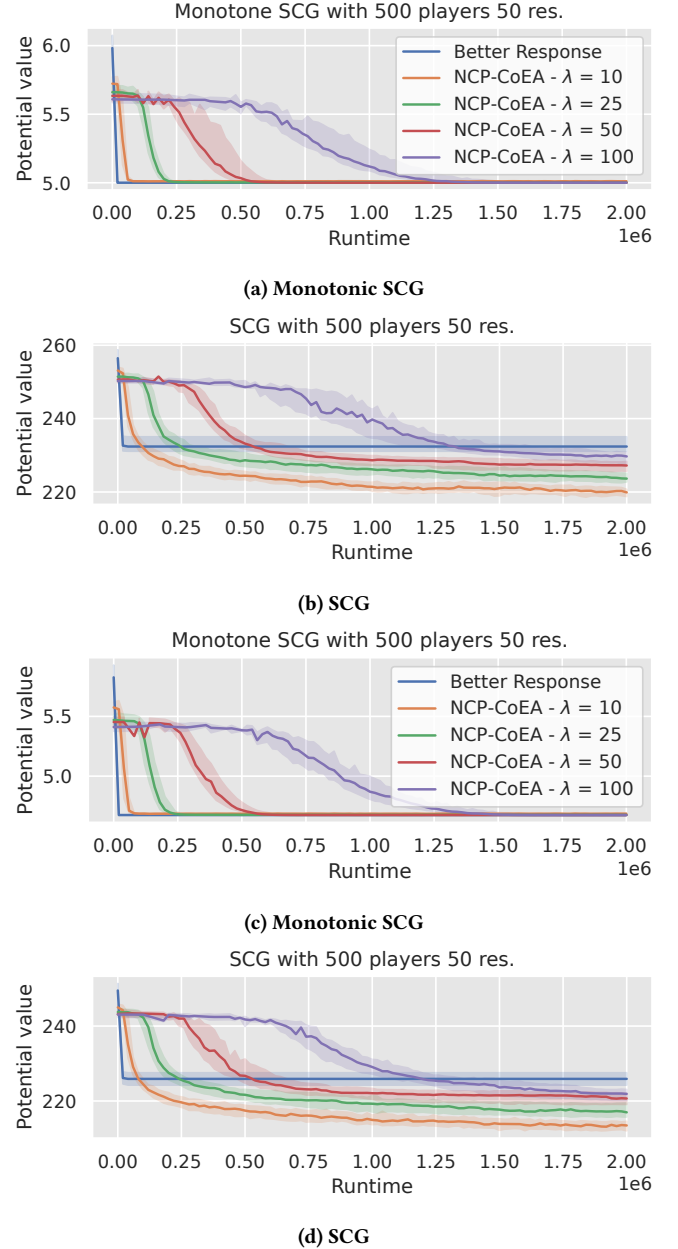 Monotone SCG with 500 players 50 res.
6.0
5.5
5.0
Potential value
Better Response
NCP-CoEA - λ = 10
NCP-CoEA - λ = 25
NCP-CoEA - λ = 50
NCP-CoEA - λ = 100
0.00 0.25 0.50 0.75 1.00 1.25 1.50 1.75 2.00
Runtime
1e6
(a) Monotonic SCG
SCG with 500 players 50 res.
260
240
220
Potential value
0.00 0.25 0.50 0.75 1.00 1.25 1.50 1.75 2.00
Runtime
1e6
(b) SCG
Monotone SCG with 500 players 50 res.
5.5
5.0
Potential value
Better Response
NCP-CoEA - λ = 10
NCP-CoEA - λ = 25
NCP-CoEA - λ = 50
NCP-CoEA - λ = 100
0.00 0.25 0.50 0.75 1.00 1.25 1.50 1.75 2.00
Runtime
1e6
(c) Monotonic SCG
SCG with 500 players 50 res.
240
220
Potential value
0.00 0.25 0.50 0.75 1.00 1.25 1.50 1.75 2.00
Runtime
1e6
(d) SCG